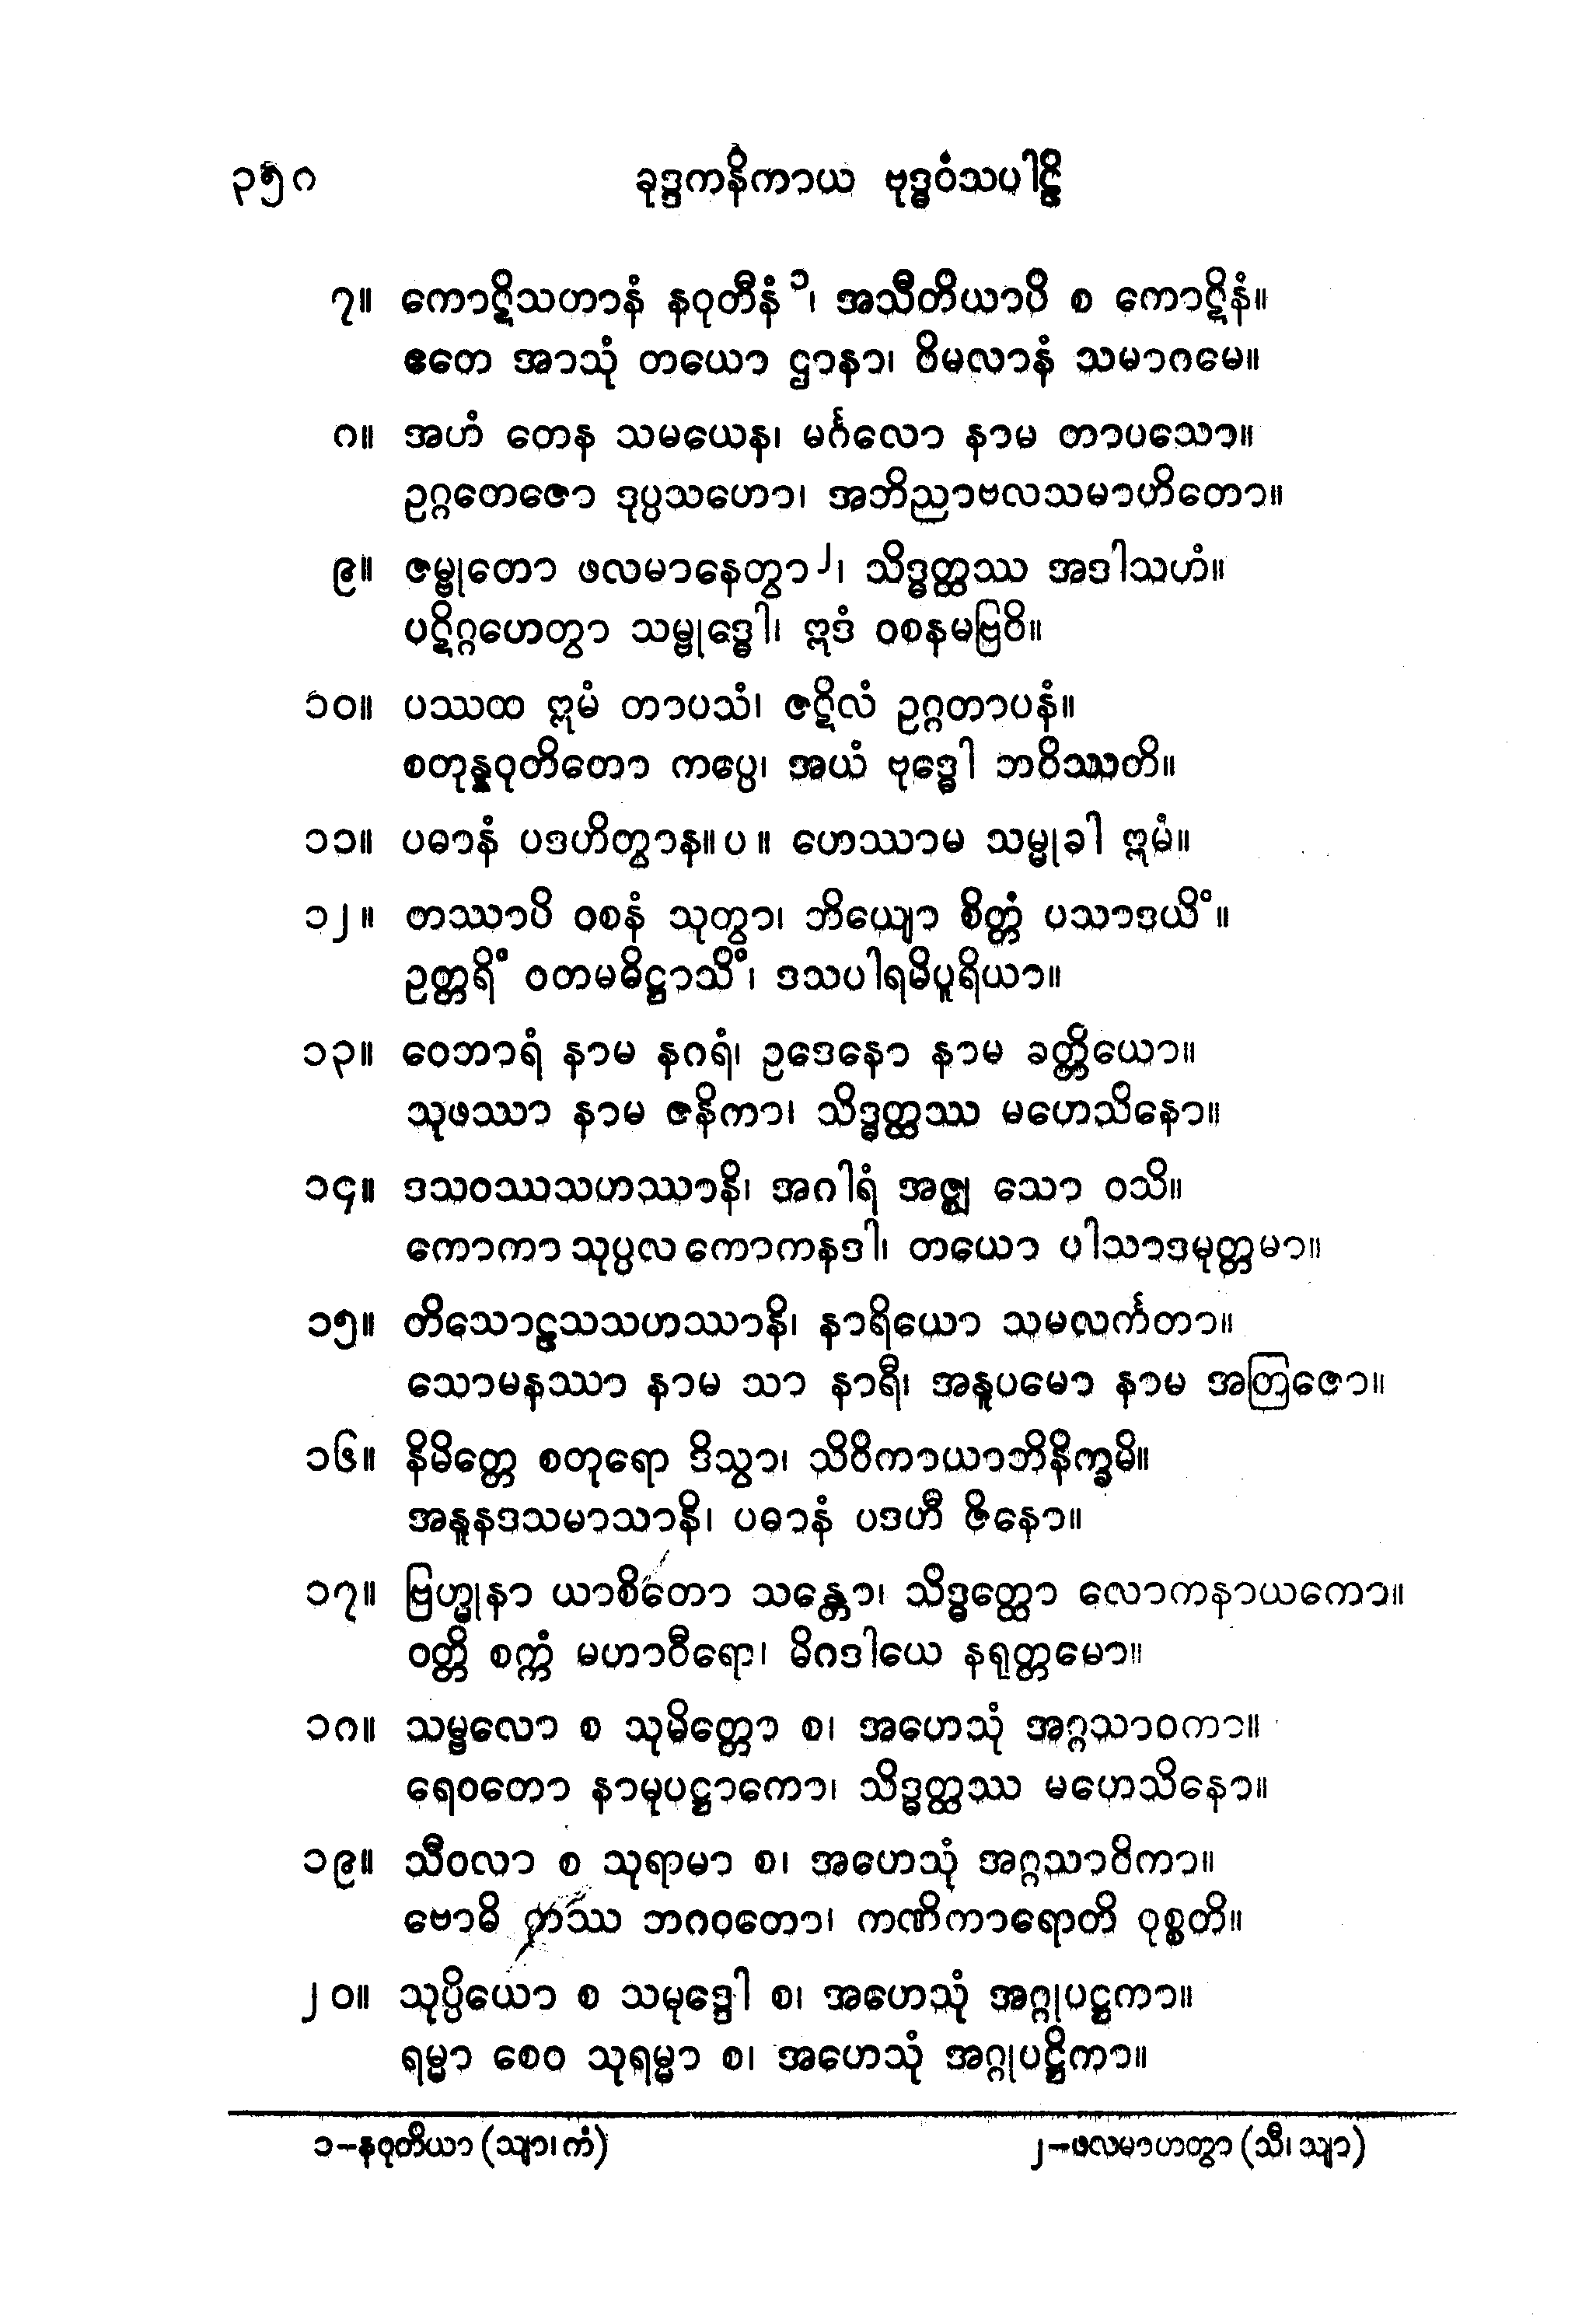 ၃၅၈ ခုဒ္ဒကနိကာယ ဗုဒ္ဓဝံသပါဠိ
၇။ ကောဋိသတာနံ နဝုတီနံ ၁၊ အသီတိယာပိ စ ကောဋိနံ။
ဧတေ အာသုံ တယော ဌာနာ၊ ဝိမလာနံ သမာဂမေ။
၈။ အဟံ တေန သမယေန၊ မင်္ဂလော နာမ တာပသော။
ဥဂ္ဂတေဇော ဒုပ္ပသဟော၊ အဘိညာဗလသမာဟိတော။
၉။ ဇမ္ဗုတော ဖလမာနေတွာ ၂၊ သိဒ္ဓတ္ထဿ အဒါသဟံ။
ပဋိဂ္ဂဟေတွာ သမ္ဗုဒ္ဓေါ၊ ဣဒံ ဝစနမဗြဝိ။
၁၀။ ပဿထ ဣမံ တာပသံ၊ ဇဋိလံ ဥဂ္ဂတာပနံ။
စတုန္နဝုတိတော ကပ္ပေ၊ အယံ ဗုဒ္ဓေါ ဘဝိဿတိ။
၁၁။ ပဓာနံ ပဒဟိတွာန။ ပ ။ ဟေဿာမ သမ္မုခါ ဣမံ။
၁၂။ တဿာပိ ဝစနံ သုတွာ၊ ဘိယျော စိတ္တံ ပသာဒယိံ။
ဥတ္တရိံ ဝတမဓိဋ္ဌာသိံ၊ ဒသပါရမိပူရိယာ။
၁၃။ ဝေဘာရံ နာမ နဂရံ၊ ဥဒေနော နာမ ခတ္တိယော။
သုဖဿာ နာမ ဇနိကာ၊ သိဒ္ဓတ္ထဿ မဟေသိနော။
၁၄။ ဒသဝဿသဟဿာနိ၊ အဂါရံ အဇ္ဈ သော ဝသိ။
ကောကာ သုပ္ပလ ကောကနဒါ၊ တယော ပါသာဒမုတ္တမာ။
၁၅။ တိသောဠသသဟဿာနိ၊ နာရိယော သမလင်္ကတာ။
သောမနဿာ နာမ သာ နာရီ၊ အနူပမော နာမ အတြဇော။
၁၆။ နိမိတ္တေ စတုရော ဒိသွာ၊ သိဝိကာယာဘိနိက္ခမိ။
အနူနဒသမာသာနိ၊ ပဓာနံ ပဒဟီ ဇိနော။
၁၇။ ဗြဟ္မုနာ ယာစိတော သန္တော၊ သိဒ္ဓတ္ထော လောကနာယကော။
ဝတ္တိ စက္ကံ မဟာဝီရော၊ မိဂဒါယေ နရုတ္တမော။
၁၈။ သမ္ဗလော စ သုမိတ္တော စ၊ အဟေသုံ အဂ္ဂသာဝကာ။
ရေဝတော နာမုပဋ္ဌာကော၊ သိဒ္ဓတ္ထဿ မဟေသိနော။
၁၉။ သီဝလာ စ သုရာမာ စ၊ အဟေသုံ အဂ္ဂသာဝိကာ။
ဗောဓိ တဿ ဘဂဝတော၊ ကဏိကာရောတိ ဝုစ္စတိ။
၂၀။ သုပ္ပိယော စ သမုဒ္ဒေါ စ၊ အဟေသုံ အဂ္ဂုပဋ္ဌကာ။
ရမ္မာ စေဝ သုရမ္မာ စ၊ အဟေသုံ အဂ္ဂုပဋ္ဌိကာ။
၁-နဝုတိယာ (သျာ၊ ကံ) ၂-ဖလမာဟတွာ (သီ၊ သျာ)